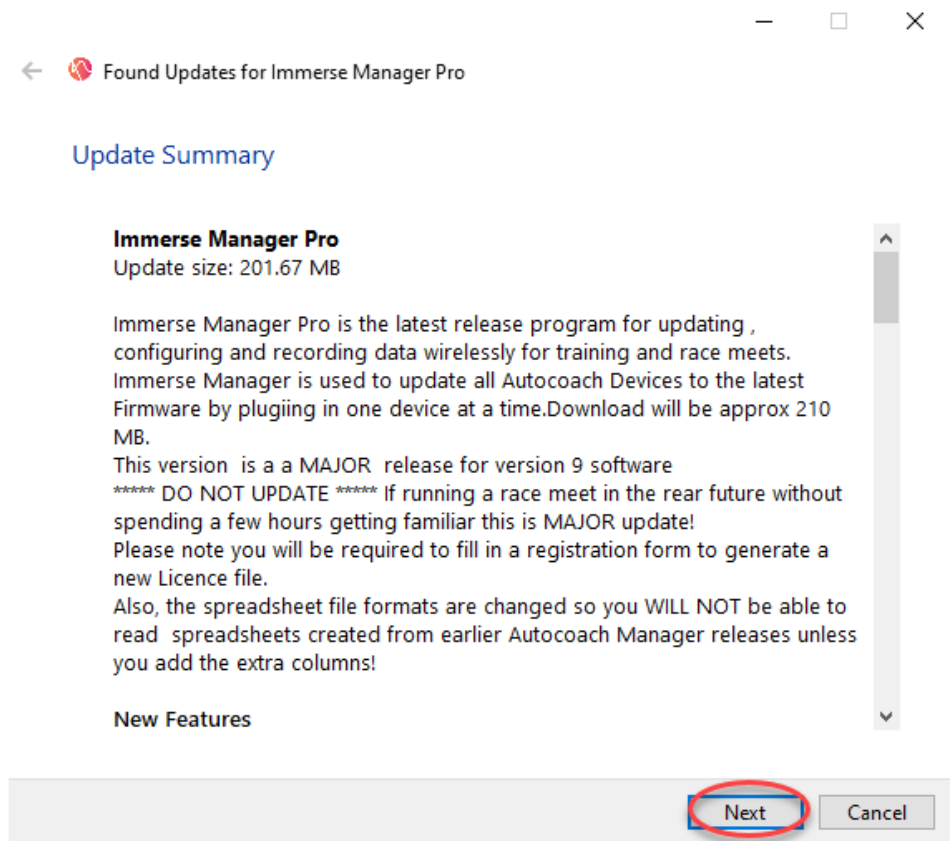 Found Updates for Immerse Manager Pro
Update Summary
Immerse Manager Pro
Update size: 201.67 MB
Immerse Manager Pro is the latest release program for updating ,
configuring and recording data wirelessly for training and race meets.
Immerse Manager is used to update all Autocoach Devices to the latest
Firmware by plugiing in one device at a time.Download will be approx 210
MB.
This version  is a a MAJOR  release for version 9 software
***** DO NOT UPDATE ***** If running a race meet in the rear future without
spending a few hours getting familiar this is MAJOR update!
Please note you will be required to fill in a registration form to generate a
new Licence file.
Also, the spreadsheet file formats are changed so you WILL NOT be able to
read  spreadsheets created from earlier Autocoach Manager releases unless
you add the extra columns!
New Features
Next Cancel